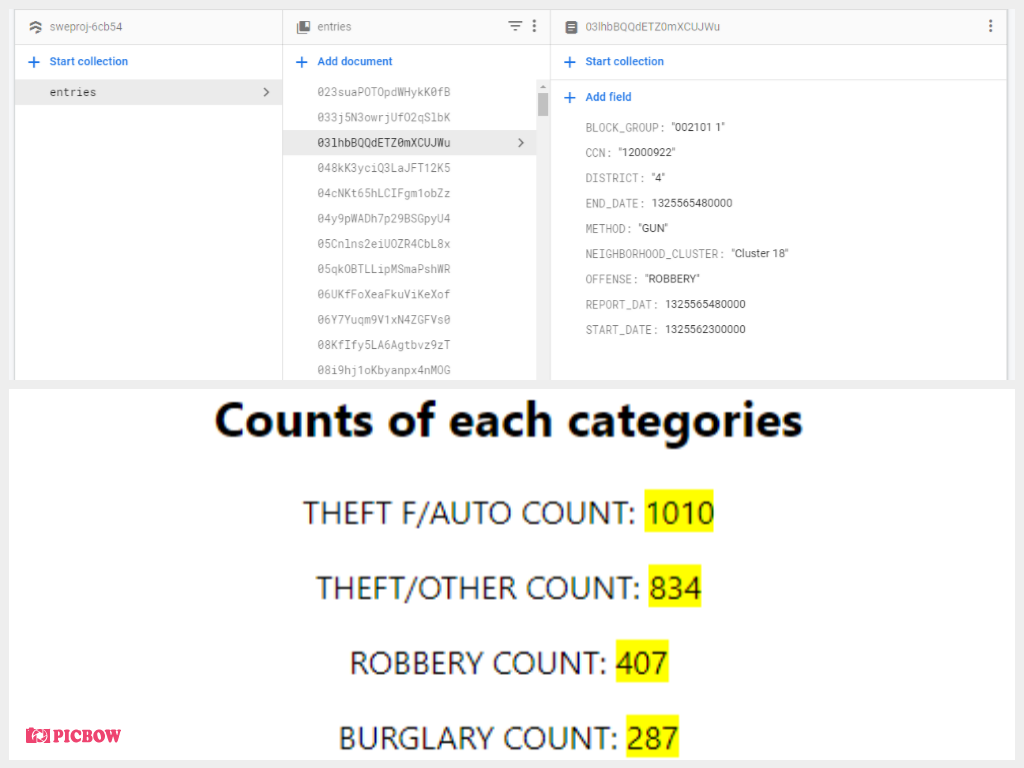 sweproj-6cb54
entries
03lhbBQQdETZ0mXCUJWu
Start collection
Add document
Start collection
entries
023suaPOTOpdWHykK0fB
033j5N3owrjUfO2qSlbK
03lhbBQQdETZ0mXCUJWu
048kK3yciQ3LaJFT12K5
04cNKt65hLCIFgm1obZz
04y9pWADh7p29BSGpyU4
05Cnlns2eiUOZR4CbL8x
05qkOBTLLipMSmaPshWR
06UKfFoXeaFkuViKeXof
06Y7Yuqm9V1xN4ZGFVs0
08KfIfy5LA6Agtbvz9zT
08i9hj1oKbyanpx4nMOG
Add field
BLOCK_GROUP: "002101 1"
CCN: "12000922"
DISTRICT: "4"
END_DATE: 1325565480000
METHOD: "GUN"
NEIGHBORHOOD_CLUSTER: "Cluster 18"
OFFENSE: "ROBBERY"
REPORT_DAT: 1325565480000
START_DATE: 1325562300000
Counts of each categories
THEFT F/AUTO COUNT: 1010
THEFT/OTHER COUNT: 834
ROBBERY COUNT: 407
BURGLARY COUNT: 287
PICBOW